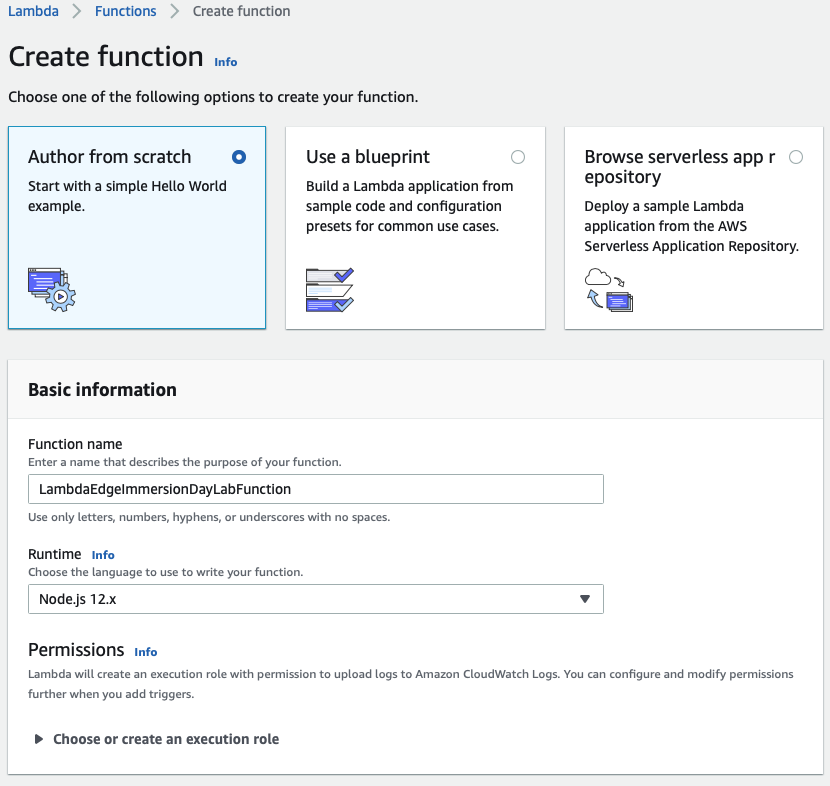 Lambda > Functions > Create function
Create function Info
Choose one of the following options to create your function.
Author from scratch
Start with a simple Hello World
example.
Use a blueprint
Build a Lambda application from
sample code and configuration
presets for common use cases.
Browse serverless app r
epository
Deploy a sample Lambda
application from the AWS
Serverless Application Repository.
Basic information
Function name
Enter a name that describes the purpose of your function.
LambdaEdgeImmersionDayLabFunction
Use only letters, numbers, hyphens, or underscores with no spaces.
Runtime Info
Choose the language to use to write your function.
Node.js 12.x
Permissions Info
Lambda will create an execution role with permission to upload logs to Amazon CloudWatch Logs. You can configure and modify permissions
further when you add triggers.
Choose or create an execution role